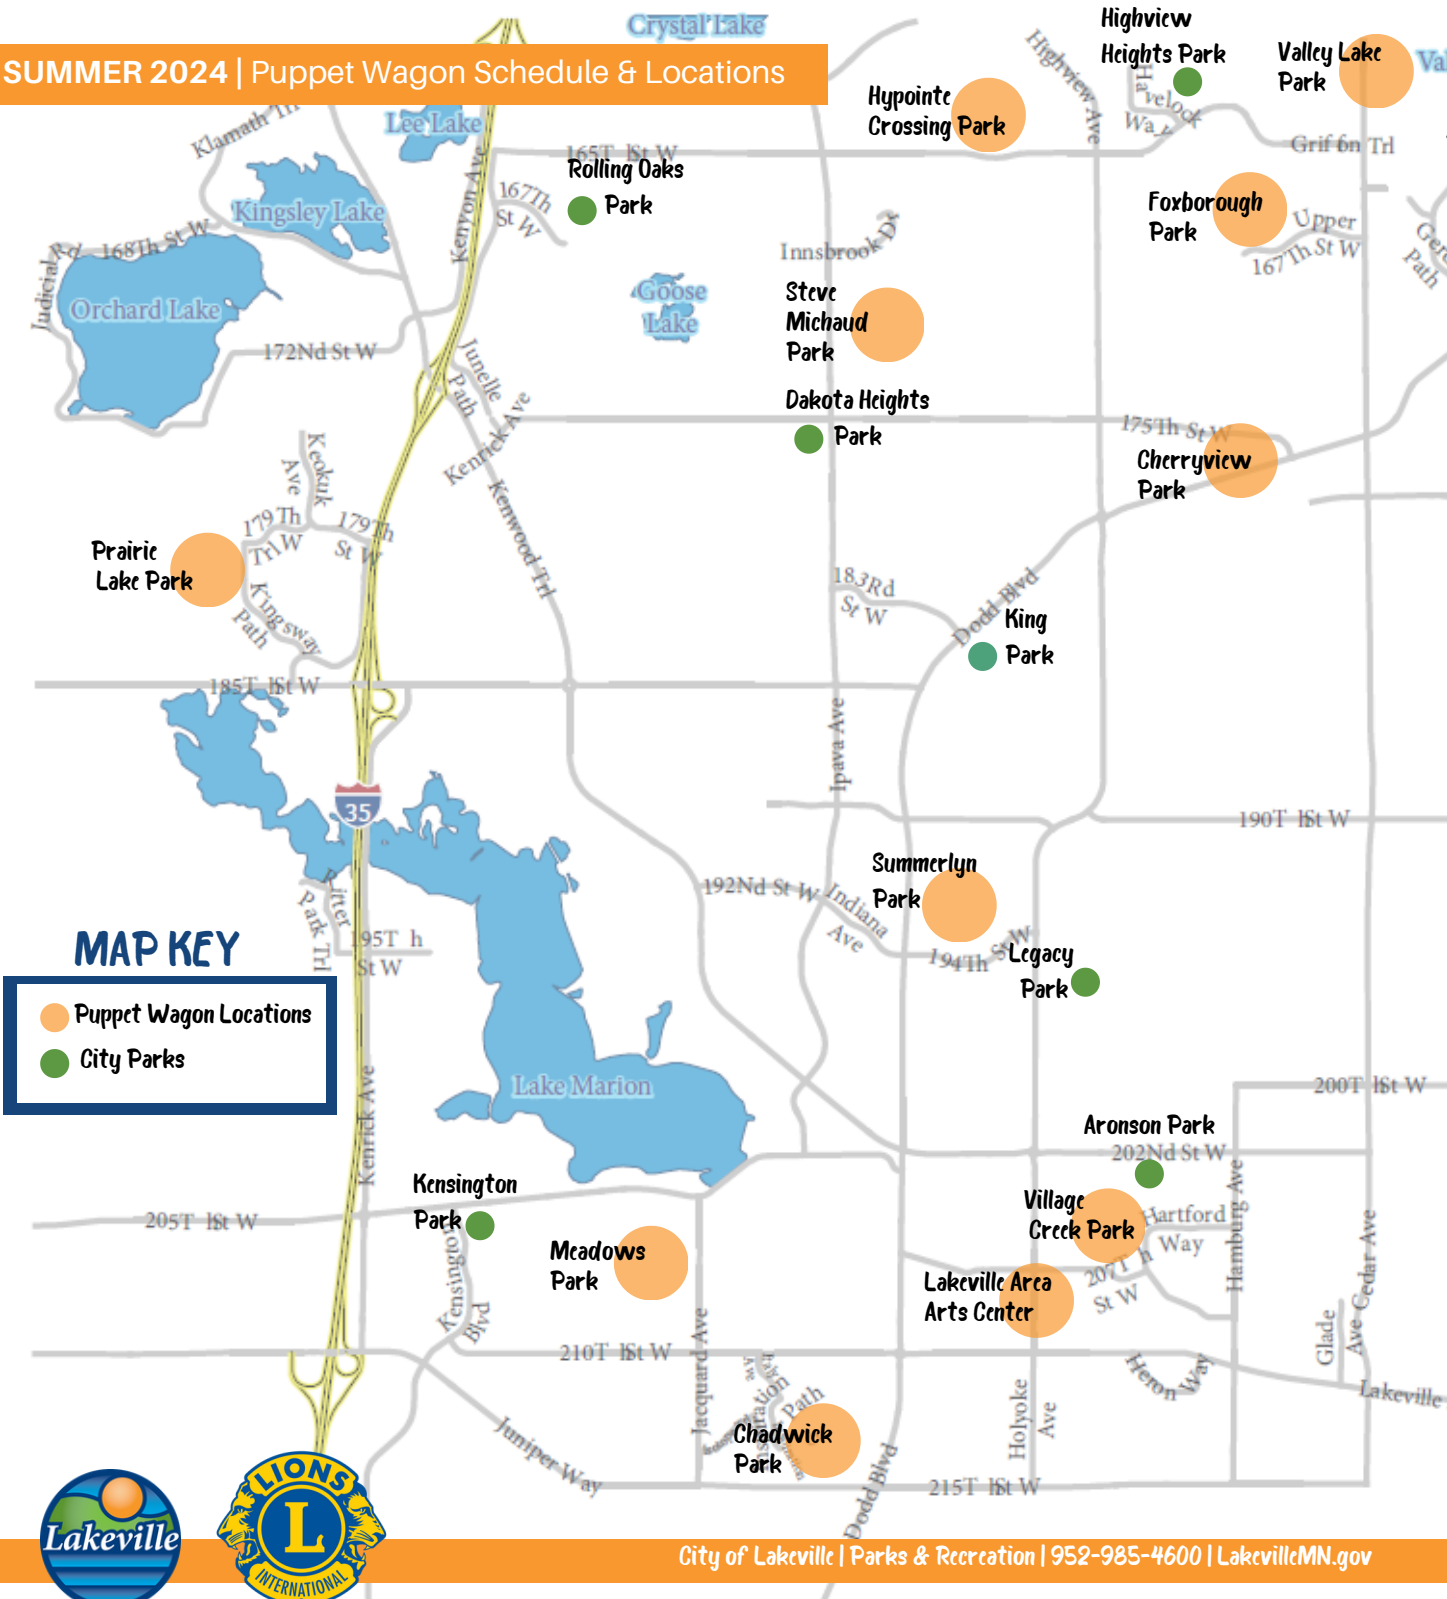 Crystal Lake
SUMMER 2024 | Puppet Wagon Schedule & Locations
Highview
Heights Park
Valley Lake
Park
Highview Ave
Havelock
Way
Hypointe
Crossing Park
Griffon Trl
Klamath
Lee Lake
165T h St W
Rolling Oaks
Park
Kenyon Ave
167Th
St W
Kingsley Lake
Foxborough
Park
Upper
167Th St W
Path
Judicial Rd
168Th St W
Innsbrook Dr
Orchard Lake
Goose
Lake
Steve
Michaud
Park
172Nd St W
Junelle
Path
Kenrick Ave
Dakota Heights
Park
175Th St W
Cherryview
Park
Keokuk
Ave
179Th
Trl W
179Th
St W
Kenwood Trl
Prairie
Lake Park
Kingsway
Path
183Rd
St W
Dodd Blvd
King
Park
185T h St W
Ipava Ave
35
190T h St W
Summerlyn
Park
192Nd St W
Indiana
Ave
194Th St W
Ritter
Park Trl
195T h
St W
Legacy
Park
MAP KEY
Puppet Wagon Locations
City Parks
Lake Marion
200T h St W
Kenrick Ave
Aronson Park
202Nd St W
Kensington
Park
205T h St W
Village
Creek Park
Hartford
Way
Hamburg Ave
Meadows
Park
Kensington
Blvd
207T h
St W
Lakeville Area
Arts Center
Cedar Ave
Glade
Ave
210T h St W
Jacquard Ave
Heron Way
Lakeville
Path
Chadwick
Park
Holyoke
Ave
Juniper Way
Dodd Blvd
215T h St W
Lakeville
LIONS
L
INTERNATIONAL
City of Lakeville | Parks & Recreation | 952-985-4600 | LakevilleMN.gov